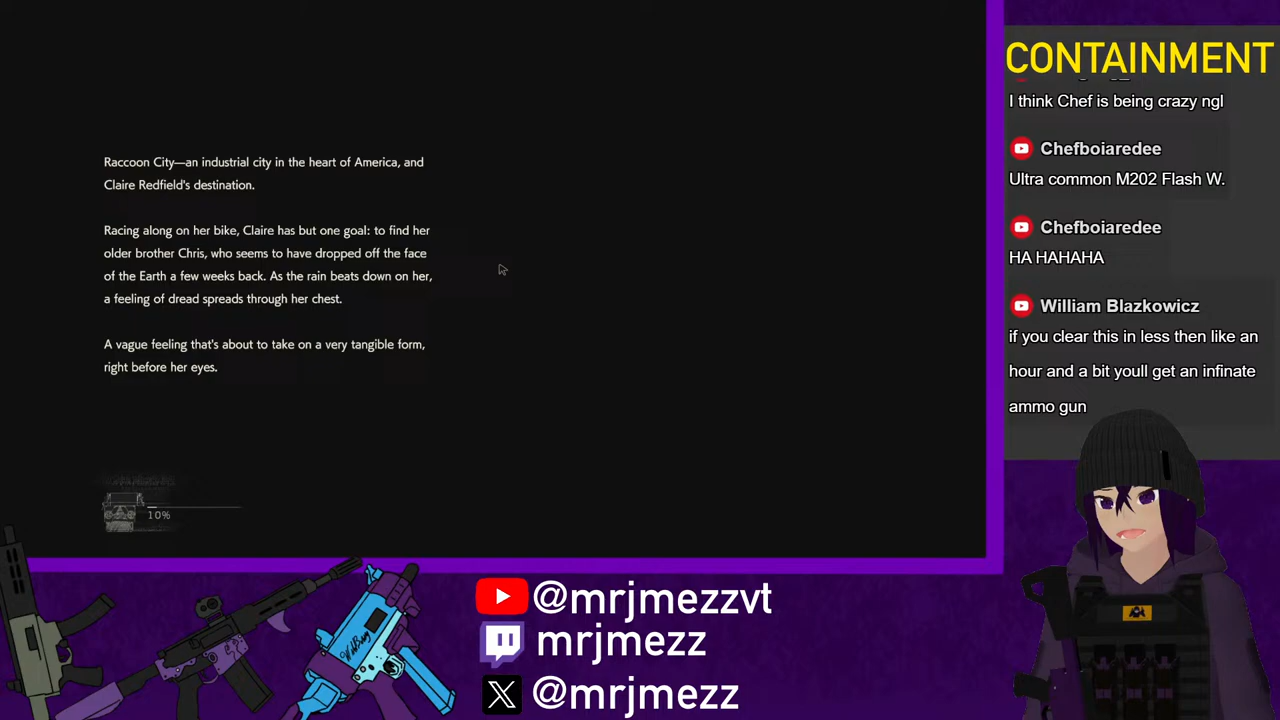 Raccoon City—an industrial city in the heart of America, and
Claire Redfield's destination.
Racing along on her bike, Claire has but one goal: to find her
older brother Chris, who seems to have dropped off the face
of the Earth a few weeks back. As the rain beats down on her,
a feeling of dread spreads through her chest.
A vague feeling that's about to take on a very tangible form,
right before her eyes.
10%
CONTAINMENT
I think Chef is being crazy ngl
Chefboiaredee
Ultra common M202 Flash W.
Chefboiaredee
HA HAHAHA
William Blazkowicz
if you clear this in less then like an
hour and a bit youll get an infinate
ammo gun
@mrjmezzvt
mrjmezz
@mrjmezz